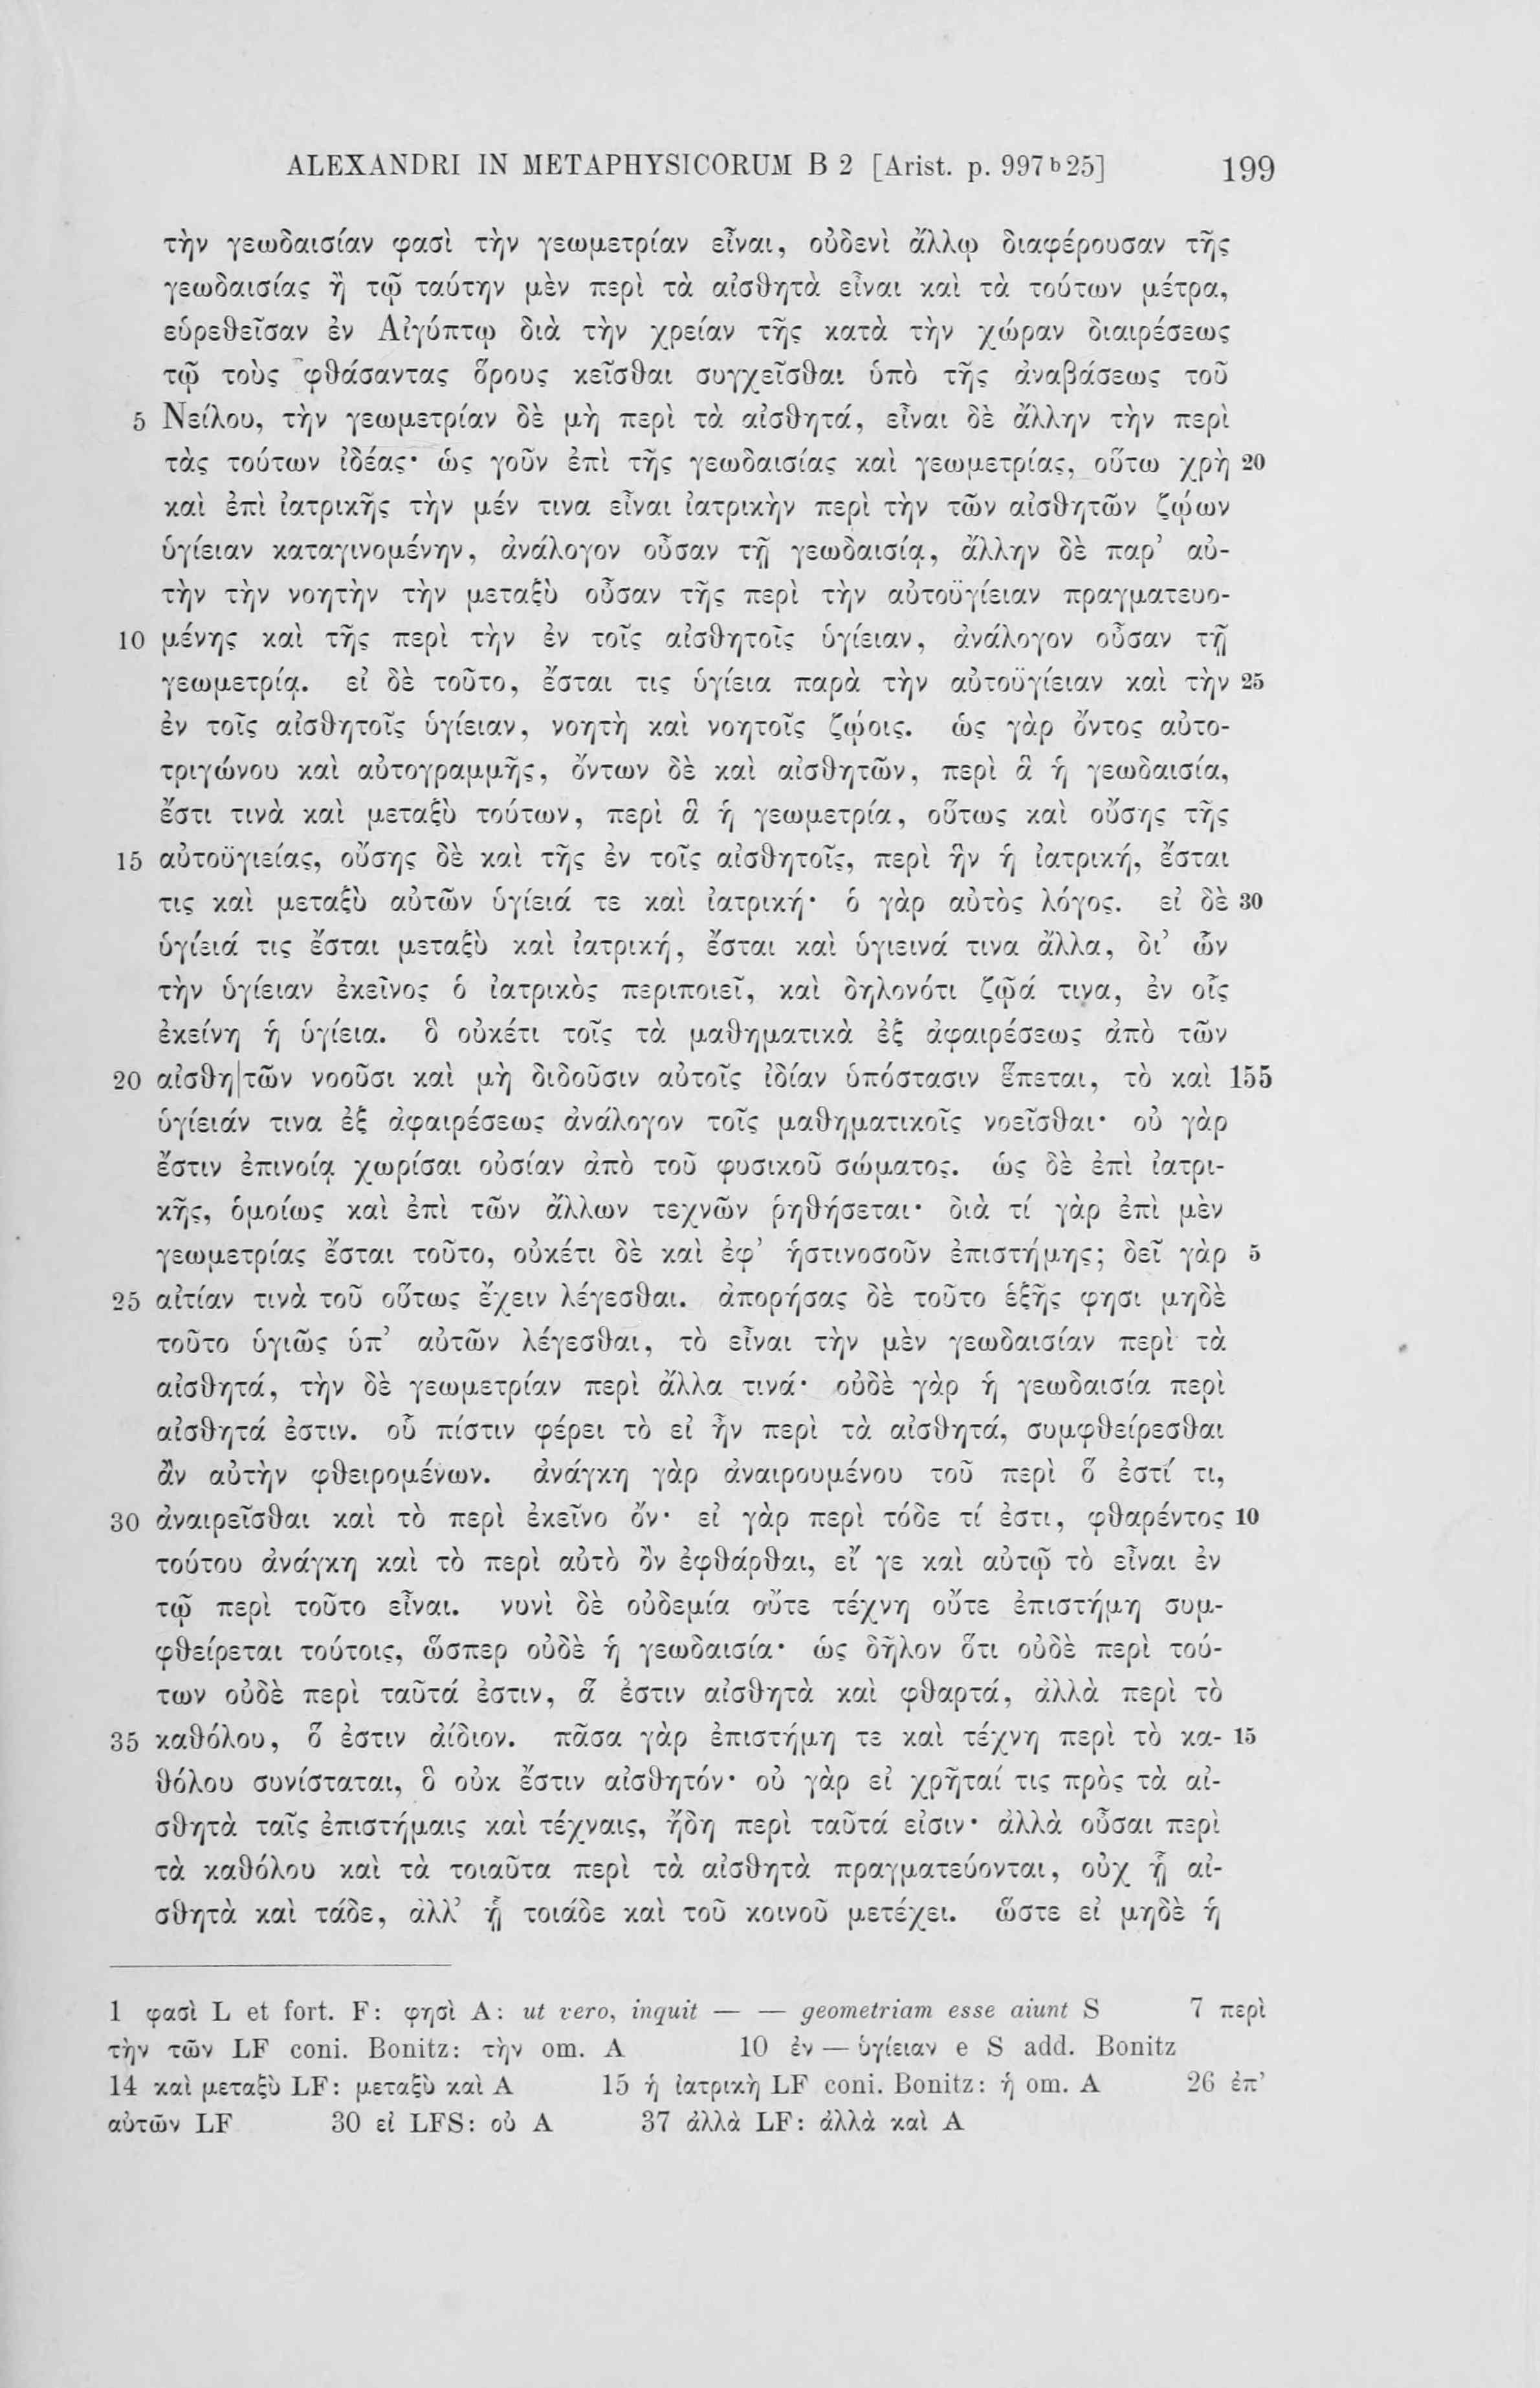 ALEXANDRI IN METAPHYSICORUM B 2 [Arist. p. 997 b 25] 199
τὴν γεωδαισίαν φασὶ τὴν γεωμετρίαν εἶναι, οὐδενὶ ἄλλῳ διαφέρουσαν τῆς
γεωδαισίας ἢ τῷ ταύτην μὲν περὶ τὰ αἰσθητὰ εἶναι καὶ τὰ τούτων μέτρα,
εὑρεθεῖσαν ἐν Αἰγύπτῳ διὰ τὴν χρείαν τῆς κατὰ τὴν χώραν διαιρέσεως
τῷ τοὺς φθάσαντας ὅρους κεῖσθαι συγχεῖσθαι ὑπὸ τῆς ἀναβάσεως τοῦ
5 Νείλου, τὴν γεωμετρίαν δὲ μὴ περὶ τὰ αἰσθητά, εἶναι δὲ ἄλλην τὴν περὶ
τὰς τούτων ἰδέας· ὡς γοῦν ἐπὶ τῆς γεωδαισίας καὶ γεωμετρίας, οὕτω χρὴ 20
καὶ ἐπὶ ἰατρικῆς τὴν μέν τινα εἶναι ἰατρικὴν περὶ τὴν τῶν αἰσθητῶν ζῴων
ὑγίειαν καταγινομένην, ἀνάλογον οὖσαν τῇ γεωδαισίᾳ, ἄλλην δὲ παρ’ αὐ-
τὴν τὴν νοητὴν τὴν μεταξὺ οὖσαν τῆς περὶ τὴν αὐτοϋγίειαν πραγματευο-
10 μένης καὶ τῆς περὶ τὴν ἐν τοῖς αἰσθητοῖς ὑγίειαν, ἀνάλογον οὖσαν τῇ
γεωμετρίᾳ. εἰ δὲ τοῦτο, ἔσται τις ὑγίεια παρὰ τὴν αὐτοϋγίειαν καὶ τὴν 25
ἐν τοῖς αἰσθητοῖς ὑγίειαν, νοητὴ καὶ νοητοῖς ζῴοις. ὡς γὰρ ὄντος αὐτο-
τριγώνου καὶ αὐτογραμμῆς, ὄντων δὲ καὶ αἰσθητῶν, περὶ ἃ ἡ γεωδαισία,
ἔστι τινὰ καὶ μεταξὺ τούτων, περὶ ἃ ἡ γεωμετρία, οὕτως καὶ οὔσης τῆς
15 αὐτοϋγιείας, οὔσης δὲ καὶ τῆς ἐν τοῖς αἰσθητοῖς, περὶ ἣν ἡ ἰατρική, ἔσται
τις καὶ μεταξὺ αὐτῶν ὑγίειά τε καὶ ἰατρική· ὁ γὰρ αὐτὸς λόγος. εἰ δὲ 30
ὑγίειά τις ἔσται μεταξὺ καὶ ἰατρική, ἔσται καὶ ὑγιεινά τινα ἄλλα, δι’ ὧν
τὴν ὑγίειαν ἐκεῖνος ὁ ἰατρικὸς περιποιεῖ, καὶ δηλονότι ζῷά τινα, ἐν οἷς
ἐκείνη ἡ ὑγίεια. ὃ οὐκέτι τοῖς τὰ μαθηματικὰ ἐξ ἀφαιρέσεως ἀπὸ τῶν
20 αἰσθη|τῶν νοοῦσι καὶ μὴ διδοῦσιν αὐτοῖς ἰδίαν ὑπόστασιν ἕπεται, τὸ καὶ 155
ὑγίειάν τινα ἐξ ἀφαιρέσεως ἀνάλογον τοῖς μαθηματικοῖς νοεῖσθαι· οὐ γὰρ
ἔστιν ἐπινοίᾳ χωρίσαι οὐσίαν ἀπὸ τοῦ φυσικοῦ σώματος. ὡς δὲ ἐπὶ ἰατρι-
κῆς, ὁμοίως καὶ ἐπὶ τῶν ἄλλων τεχνῶν ῥηθήσεται· διὰ τί γὰρ ἐπὶ μὲν
γεωμετρίας ἔσται τοῦτο, οὐκέτι δὲ καὶ ἐφ’ ἡστινοσοῦν ἐπιστήμης; δεῖ γὰρ 5
25 αἰτίαν τινὰ τοῦ οὕτως ἔχειν λέγεσθαι. ἀπορήσας δὲ τοῦτο ἑξῆς φησι μηδὲ
τοῦτο ὑγιῶς ὑπ’ αὐτῶν λέγεσθαι, τὸ εἶναι τὴν μὲν γεωδαισίαν περὶ τὰ
αἰσθητά, τὴν δὲ γεωμετρίαν περὶ ἄλλα τινά· οὐδὲ γὰρ ἡ γεωδαισία περὶ
αἰσθητά ἐστιν. οὗ πίστιν φέρει τὸ εἰ ἦν περὶ τὰ αἰσθητά, συμφθείρεσθαι
ἂν αὐτὴν φθειρομένων. ἀνάγκη γὰρ ἀναιρουμένου τοῦ περὶ ὅ ἐστί τι,
30 ἀναιρεῖσθαι καὶ τὸ περὶ ἐκεῖνο ὄν· εἰ γὰρ περὶ τόδε τί ἐστι, φθαρέντος 10
τούτου ἀνάγκη καὶ τὸ περὶ αὐτὸ ὂν ἐφθάρθαι, εἴ γε καὶ αὐτῷ τὸ εἶναι ἐν
τῷ περὶ τοῦτο εἶναι. νυνὶ δὲ οὐδεμία οὔτε τέχνη οὔτε ἐπιστήμη συμ-
φθείρεται τούτοις, ὥσπερ οὐδὲ ἡ γεωδαισία· ὡς δῆλον ὅτι οὐδὲ περὶ τού-
των οὐδὲ περὶ ταῦτά ἐστιν, ἅ ἐστιν αἰσθητὰ καὶ φθαρτά, ἀλλὰ περὶ τὸ
35 καθόλου, ὅ ἐστιν ἀίδιον. πᾶσα γὰρ ἐπιστήμη τε καὶ τέχνη περὶ τὸ κα- 15
θόλου συνίσταται, ὃ οὐκ ἔστιν αἰσθητόν· οὐ γὰρ εἰ χρῆταί τις πρὸς τὰ αἰ-
σθητὰ ταῖς ἐπιστήμαις καὶ τέχναις, ἤδη περὶ ταῦτά εἰσιν· ἀλλὰ οὖσαι περὶ
τὰ καθόλου καὶ τὰ τοιαῦτα περὶ τὰ αἰσθητὰ πραγματεύονται, οὐχ ᾗ αἰ-
σθητὰ καὶ τάδε, ἀλλ’ ᾗ τοιάδε καὶ τοῦ κοινοῦ μετέχει. ὥστε εἰ μηδὲ ἡ
1 φασὶ L et fort. F: φησὶ A: ut vero, inquit — — geometriam esse aiunt S 7 περὶ
τὴν τῶν LF coni. Bonitz: τὴν om. A 10 ἐν — ὑγίειαν e S add. Bonitz
14 καὶ μεταξὺ LF: μεταξὺ καὶ A 15 ἡ ἰατρικὴ LF coni. Bonitz: ἡ om. A 26 ἐπ’
αὐτῶν LF 30 εἰ LFS: οὐ A 37 ἀλλὰ LF: ἀλλὰ καὶ A